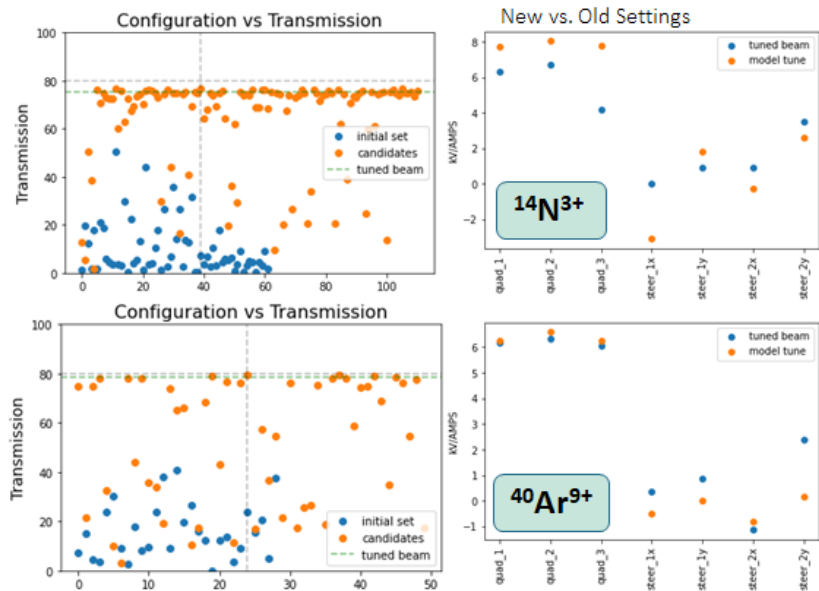 Configuration vs Transmission
New vs. Old Settings
100
80
60
40
20
0
Transmission
initial set
candidates
tuned beam
0
20
40
60
80
100
8
6
4
2
0
−2
kV/AMPS
tuned beam
model tune
14N3+
quad_1
quad_2
quad_3
steer_1x
steer_1y
steer_2x
steer_2y
Configuration vs Transmission
100
80
60
40
20
0
Transmission
initial set
candidates
tuned beam
0
10
20
30
40
50
6
5
4
3
2
1
0
−1
kV/AMPS
tuned beam
model tune
40Ar9+
quad_1
quad_2
quad_3
steer_1x
steer_1y
steer_2x
steer_2y